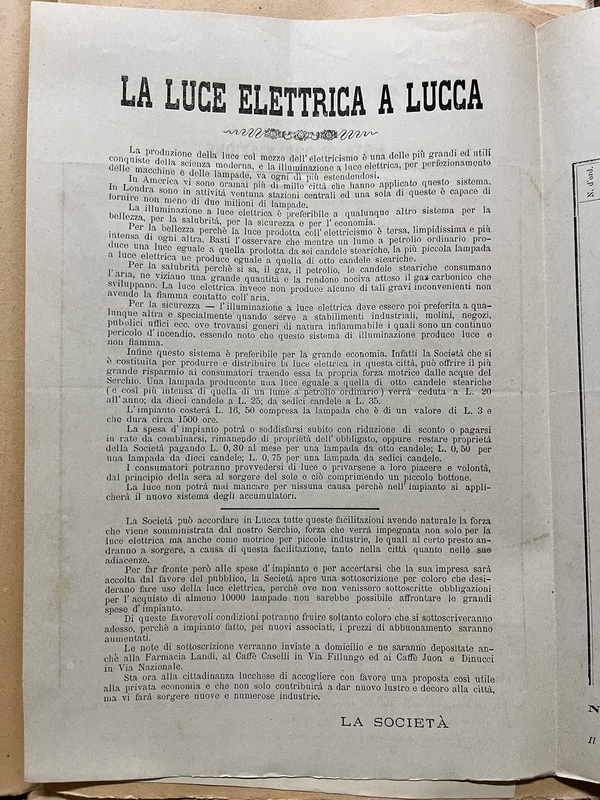 LA LUCE ELETTRICA A LUCCA
La produzione della luce col mezzo dell'elettricismo è una delle più grandi ed utili
conquiste della scienza moderna, e la illuminazione a luce elettrica, per perfezionamento
delle macchine e delle lampade, va ogni dì più estendendosi.
In America vi sono oramai più di mille città che hanno applicato questo sistema.
In Londra sono in attività ventuna stazioni centrali ed una sola di queste è capace di
fornire non meno di due milioni di lampade.
La illuminazione a luce elettrica è preferibile a qualunque altro sistema per la
bellezza, per la salubrità, per la sicurezza e per l'economia.
Per la bellezza perchè la luce prodotta coll'elettricismo è tersa, limpidissima e più
intensa di ogni altra. Basti l'osservare che mentre un lume a petrolio ordinario pro-
duce una luce eguale a quella prodotta da sei candele steariche, la più piccola lampada
a luce elettrica ne produce eguale a quella di otto candele steariche.
Per la salubrità perchè si sa, il gaz, il petrolio, le candele steariche consumano
l'aria, ne viziano una grande quantità e la rendono nociva atteso il gas carbonico che
sviluppano. La luce elettrica invece non produce alcuno di tali gravi inconvenienti non
avendo la fiamma contatto coll'aria.
Per la sicurezza — l'illuminazione a luce elettrica deve essere poi preferita a qua-
lunque altra e specialmente quando serve a stabilimenti industriali, molini, negozi,
pubolici uffici ecc. ove trovansi generi di natura infiammabile i quali sono un continuo
pericolo d'incendio, essendo noto che questo sistema di illuminazione produce luce e
non fiamma.
Infine questo sistema è preferibile per la grande economia. Infatti la Società che si
è costituita per produrre e distribuire la luce elettrica in questa città, può offrire il più
grande risparmio ai consumatori traendo essa la propria forza motrice dalle acque del
Serchio. Una lampada producente una luce eguale a quella di otto candele steariche
(e così più intensa di quella di un lume a petrolio ordinario) verrà ceduta a L. 20
all'anno; da dieci candele a L. 25; da sedici candele a L. 35.
L'impianto costerà L. 16, 50 compresa la lampada che è di un valore di L. 3 e
che dura circa 1500 ore.
La spesa d'impianto potrà o soddisfarsi subito con riduzione di sconto o pagarsi
in rate da combinarsi, rimanendo di proprietà dell'obbligato, oppure restare proprietà
della Società pagando L. 0, 30 al mese per una lampada da otto candele; L. 0, 50 per
una lampada da dieci candele; L. 0, 75 per una lampada da sedici candele.
I consumatori potranno provvedersi di luce o privarsene a loro piacere e volontà,
dal principio della sera al sorger del sole e ciò comprimendo un piccolo bottone.
La luce non potrà mai mancare per nissuna causa perchè nell'impianto si appli-
cherà il nuovo sistema degli accumulatori.
La Società può accordare in Lucca tutte queste facilitazioni avendo naturale la forza
che viene somministrata dal nostro Serchio, forza che verrà impegnata non solo per la
luce elettrica ma anche come motrice per piccole industrie, le quali al certo presto an-
dranno a sorgere, a causa di questa facilitazione, tanto nella città quanto nelle sue
adiacenze.
Per far fronte però alle spese d'impianto e per accertarsi che la sua impresa sarà
accolta dal favore del pubblico, la Società apre una sottoscrizione per coloro che desi-
derano fare uso della luce elettrica, perchè ove non venissero sottoscritte obbligazioni
per l'acquisto di almeno 10000 lampade non sarebbe possibile affrontare le grandi
spese d'impianto.
Di queste favorevoli condizioni potranno fruire soltanto coloro che si sottoscriveranno
adesso, perchè a impianto fatto, pei nuovi associati, i prezzi di abbuonamento saranno
aumentati.
Le note di sottoscrizione verranno inviate a domicilio e ne saranno depositate an-
chè alla Farmacia Landi, al Caffè Caselli in Via Fillungo ed ai Caffè Juon e Dinucci
in Via Nazionale.
Sta ora alla cittadinanza lucchese di accogliere con favore una proposta così utile
alla privata economia e che non solo contribuirà a dar nuovo lustro e decoro alla città,
ma vi farà sorgere nuove e numerose industrie.
LA SOCIETÀ
N. d'ord.
N
Il